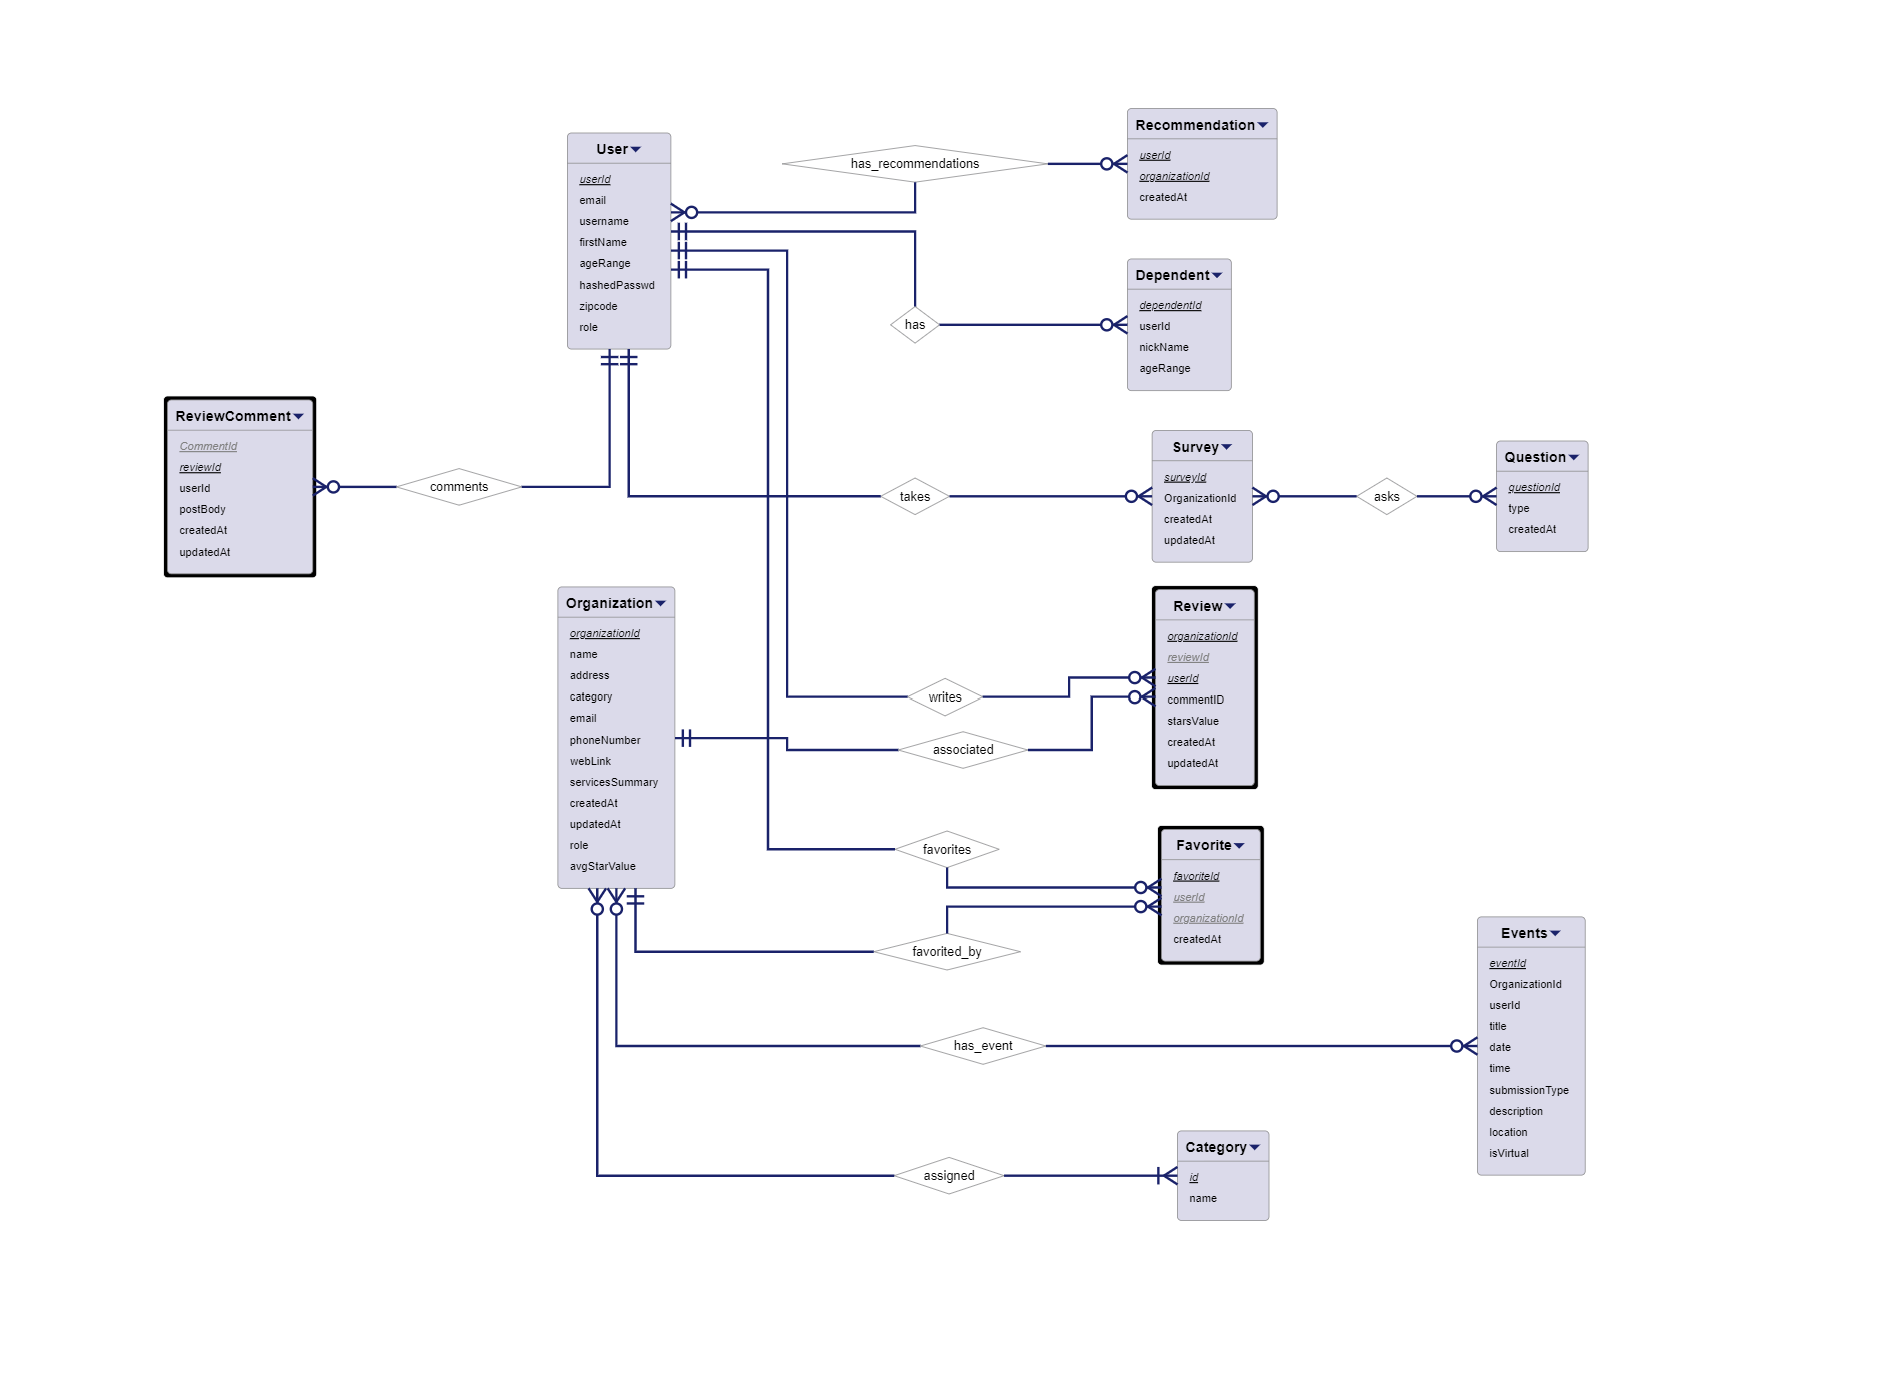 User
userId
email
username
firstName
ageRange
hashedPasswd
zipcode
role
has_recommendations
Recommendation
userId
organizationId
createdAt
has
Dependent
dependentId
userId
nickName
ageRange
ReviewComment
CommentId
reviewId
userId
postBody
createdAt
updatedAt
comments
takes
Survey
surveyId
OrganizationId
createdAt
updatedAt
asks
Question
questionId
type
createdAt
Organization
organizationId
name
address
category
email
phoneNumber
webLink
servicesSummary
createdAt
updatedAt
role
avgStarValue
writes
associated
Review
organizationId
reviewId
userId
commentID
starsValue
createdAt
updatedAt
favorites
favorited_by
Favorite
favoriteId
userId
organizationId
createdAt
has_event
Events
eventId
OrganizationId
userId
title
date
time
submissionType
description
location
isVirtual
assigned
Category
id
name